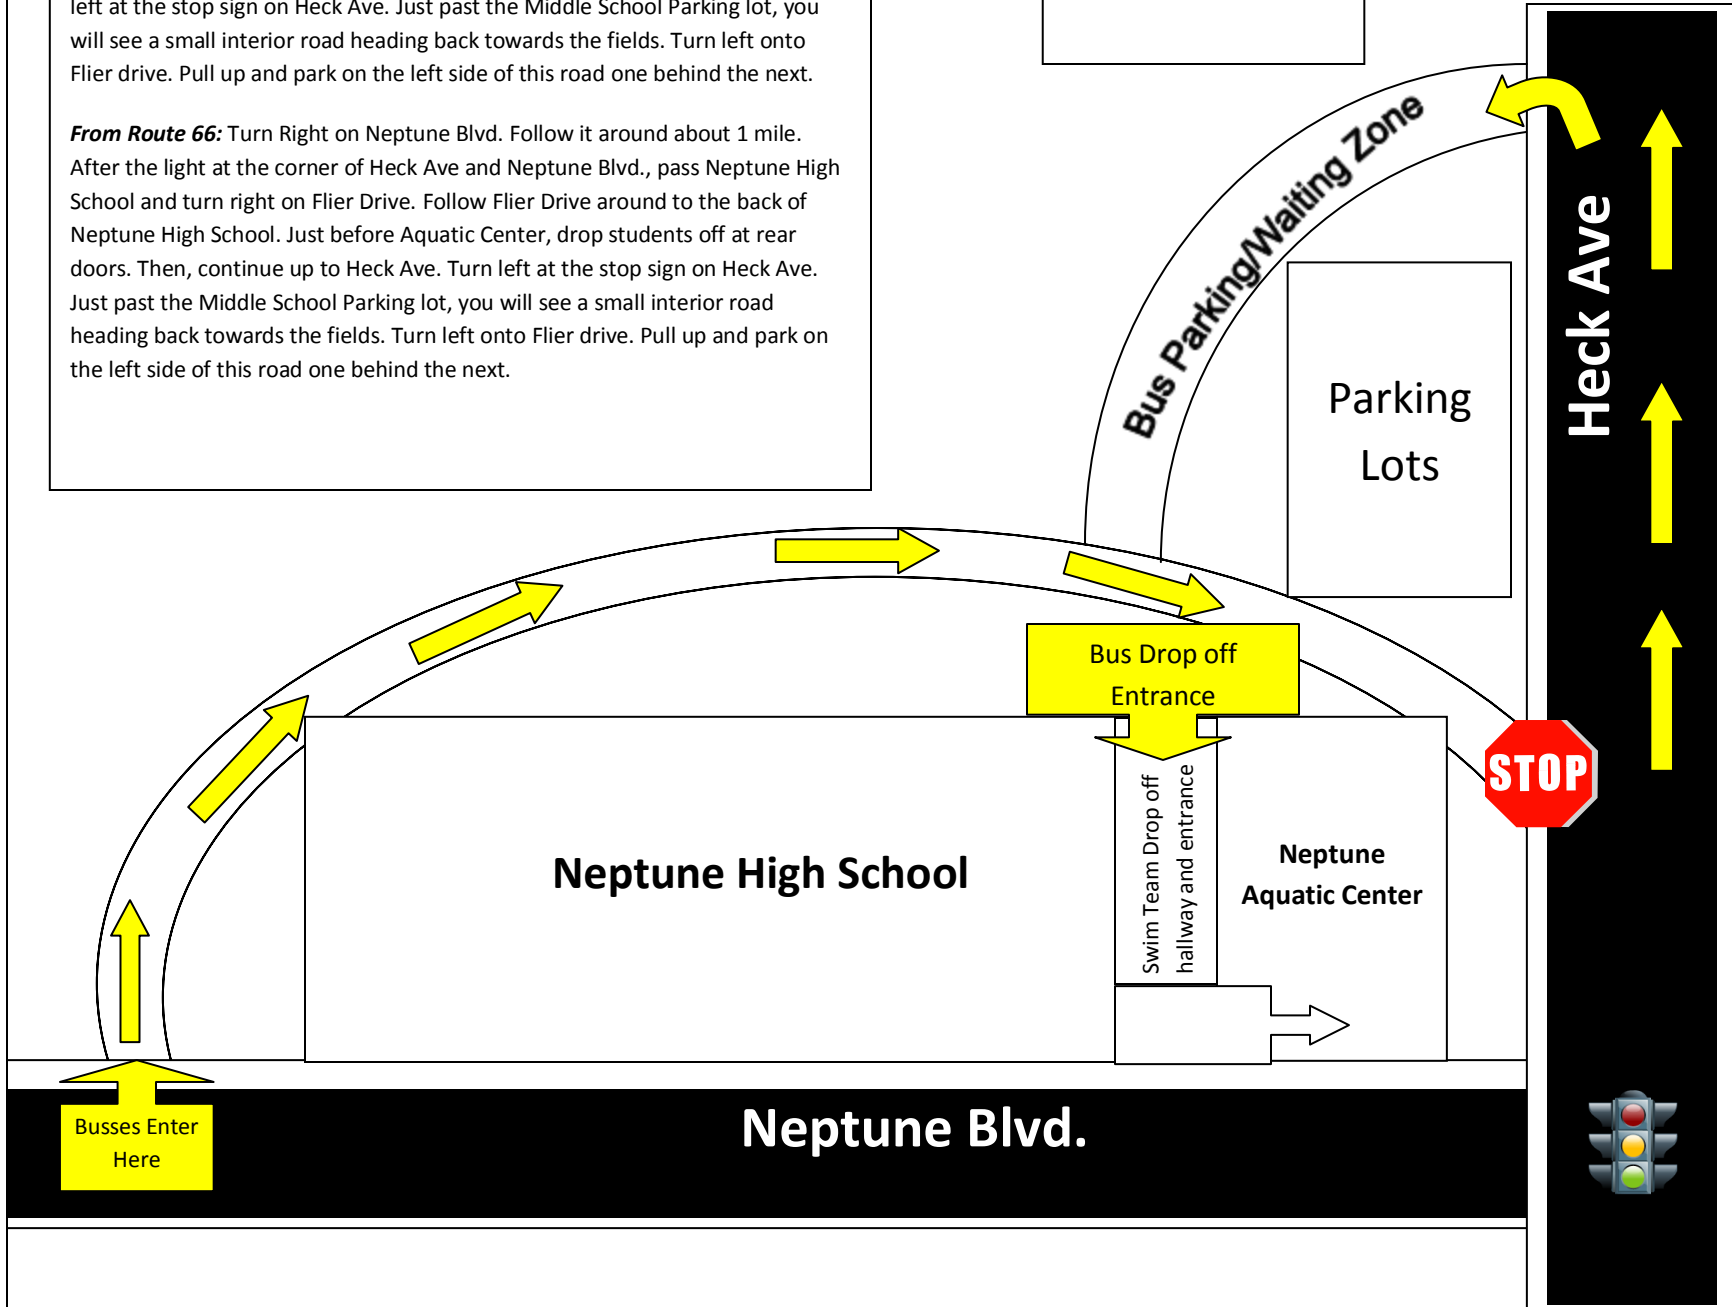 left at the stop sign on Heck Ave. Just past the Middle School Parking lot, you
will see a small interior road heading back towards the fields. Turn left onto
Flier drive. Pull up and park on the left side of this road one behind the next.
From Route 66: Turn Right on Neptune Blvd. Follow it around about 1 mile.
After the light at the corner of Heck Ave and Neptune Blvd., pass Neptune High
School and turn right on Flier Drive. Follow Flier Drive around to the back of
Neptune High School. Just before Aquatic Center, drop students off at rear
doors. Then, continue up to Heck Ave. Turn left at the stop sign on Heck Ave.
Just past the Middle School Parking lot, you will see a small interior road
heading back towards the fields. Turn left onto Flier drive. Pull up and park on
the left side of this road one behind the next.
Bus Parking/Waiting Zone
Heck Ave
Parking
Lots
Bus Drop off
Entrance
STOP
Swim Team Drop off
hallway and entrance
Neptune High School
Neptune
Aquatic Center
Busses Enter
Here
Neptune Blvd.